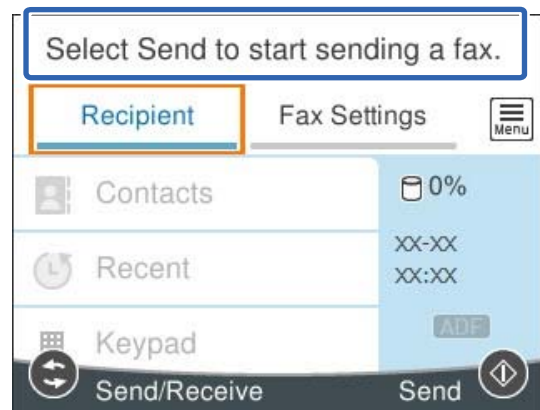 Select Send to start sending a fax.
Recipient Fax Settings Menu
Contacts 0%
XX-XX
Recent XX:XX
Keypad ADF
Send/Receive Send